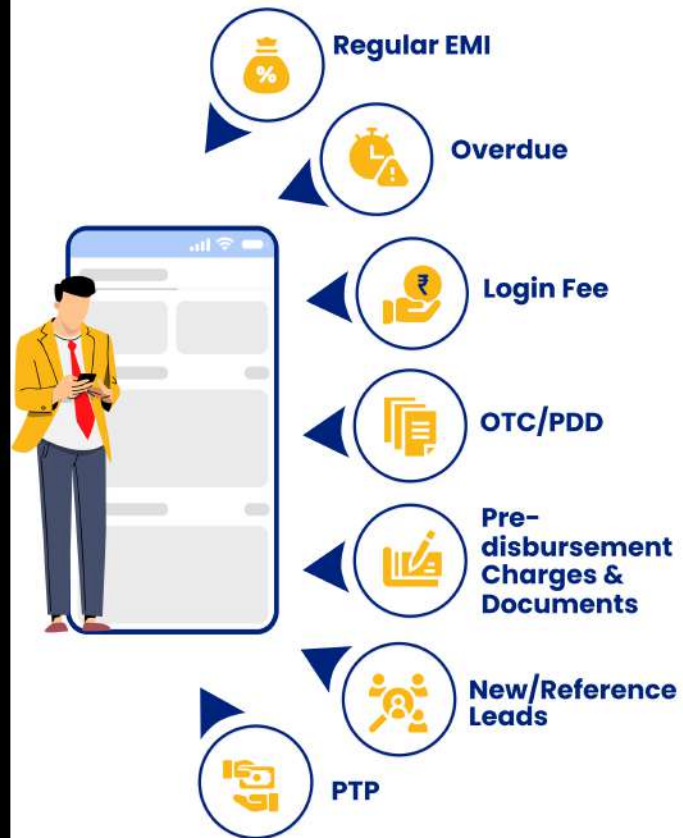 Regular EMI
Overdue
Login Fee
OTC/PDD
Pre-
disbursement
Charges &
Documents
New/Reference
Leads
PTP